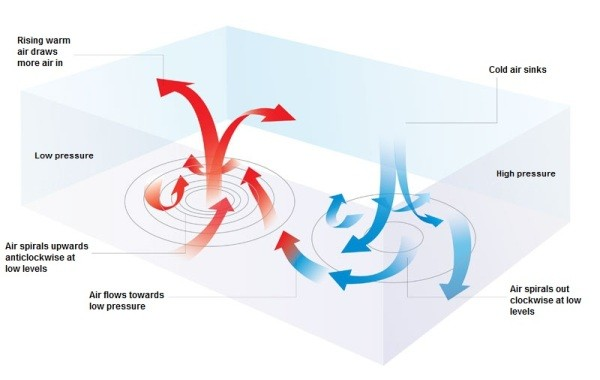 Rising warm
air draws
more air in
Cold air sinks
Low pressure
High pressure
Air spirals upwards
anticlockwise at
low levels
Air flows towards
low pressure
Air spirals out
clockwise at low
levels